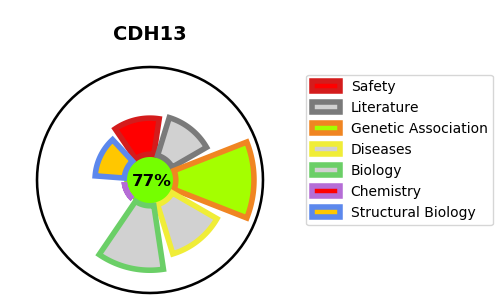 CDH13
77%
Safety
Literature
Genetic Association
Diseases
Biology
Chemistry
Structural Biology